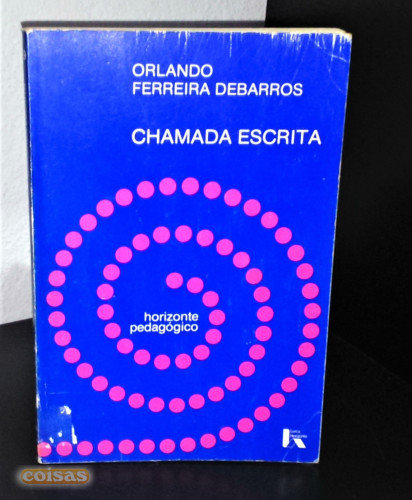 ORLANDO
FERREIRA DEBARROS
CHAMADA ESCRITA
horizonte
pedagógico
coisas